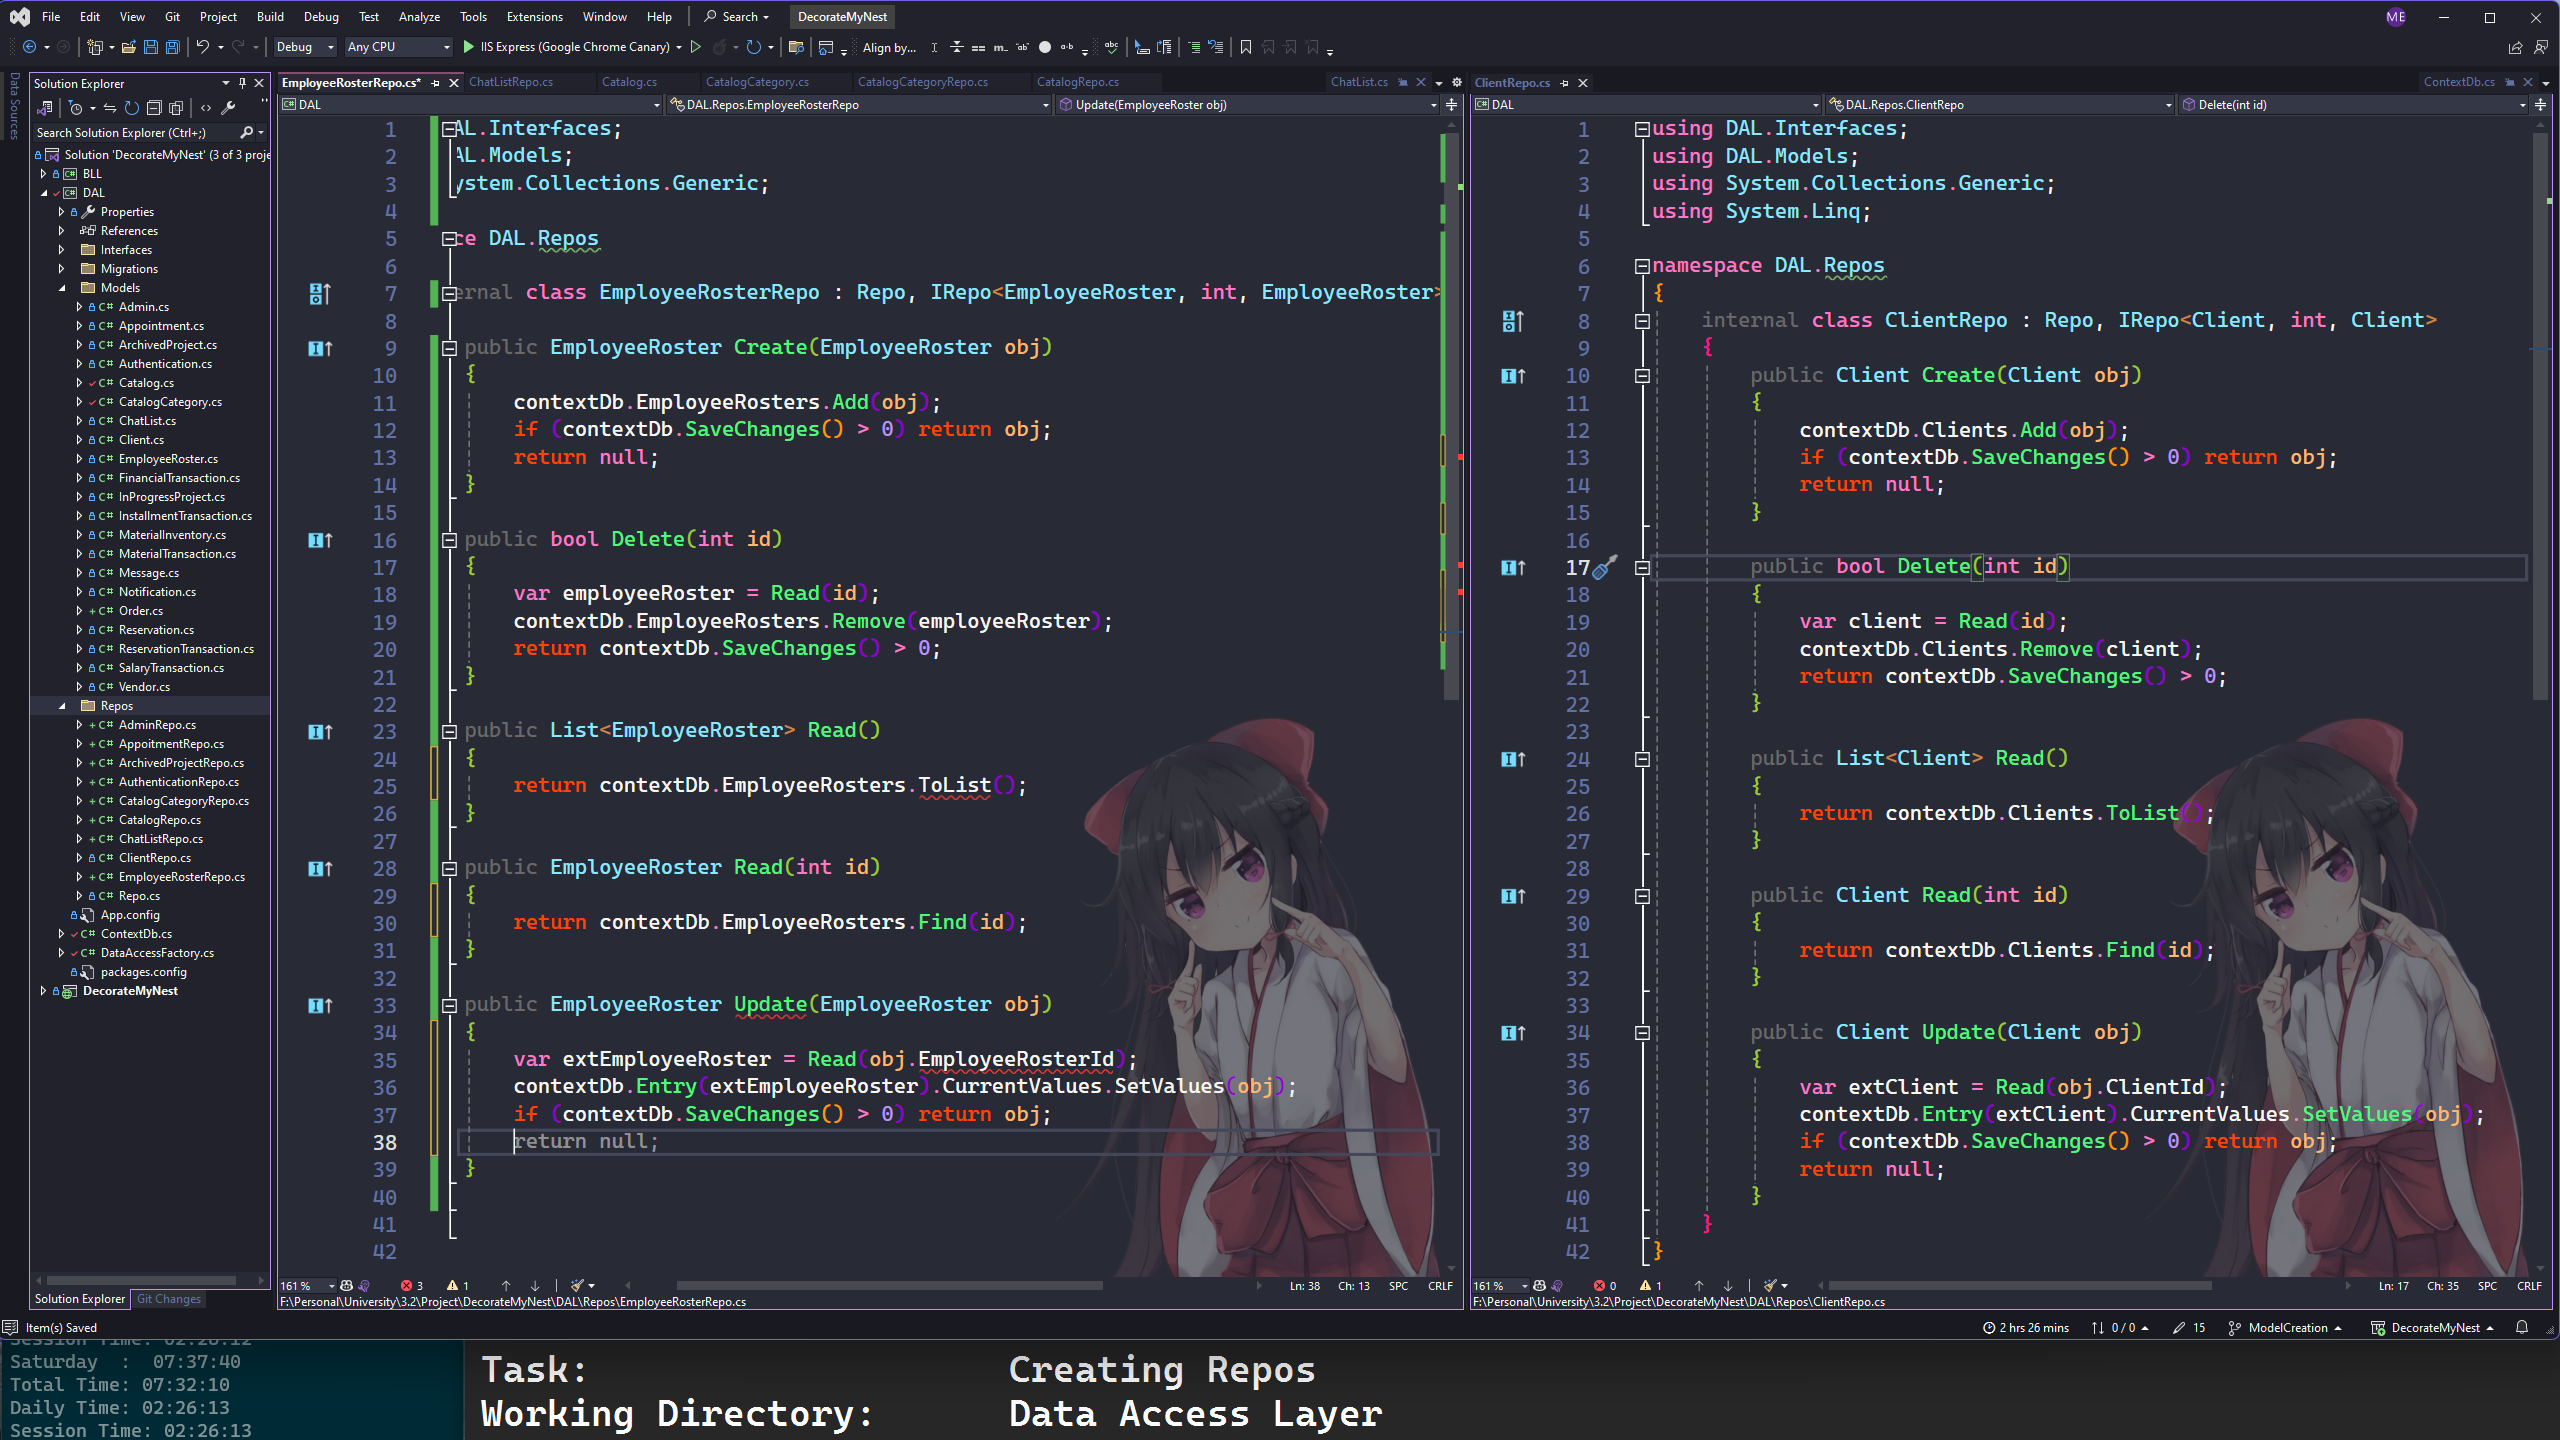 File Edit View Git Project Build Debug Test Analyze Tools Extensions Window Help Search DecorateMyNest ME
Debug Any CPU IIS Express (Google Chrome Canary) Align by...
Data Sources
Solution Explorer
Search Solution Explorer (Ctrl+;)
Solution 'DecorateMyNest' (3 of 3 proje
BLL
DAL
Properties
References
Interfaces
Migrations
Models
C# Admin.cs
C# Appointment.cs
C# ArchivedProject.cs
C# Authentication.cs
C# Catalog.cs
C# CatalogCategory.cs
C# ChatList.cs
C# Client.cs
C# EmployeeRoster.cs
C# FinancialTransaction.cs
C# InProgressProject.cs
C# InstallmentTransaction.cs
C# MaterialInventory.cs
C# MaterialTransaction.cs
C# Message.cs
C# Notification.cs
C# Order.cs
C# Reservation.cs
C# ReservationTransaction.cs
C# SalaryTransaction.cs
C# Vendor.cs
Repos
C# AdminRepo.cs
C# AppoitmentRepo.cs
C# ArchivedProjectRepo.cs
C# AuthenticationRepo.cs
C# CatalogCategoryRepo.cs
C# CatalogRepo.cs
C# ChatListRepo.cs
C# ClientRepo.cs
C# EmployeeRosterRepo.cs
C# Repo.cs
App.config
C# ContextDb.cs
C# DataAccessFactory.cs
packages.config
DecorateMyNest
Solution Explorer Git Changes
EmployeeRosterRepo.cs* ChatListRepo.cs Catalog.cs CatalogCategory.cs CatalogCategoryRepo.cs CatalogRepo.cs ChatList.cs
DAL DAL.Repos.EmployeeRosterRepo Update(EmployeeRoster obj)
1 AL.Interfaces;
2 AL.Models;
3 ystem.Collections.Generic;
4
5 ce DAL.Repos
6
7 ernal class EmployeeRosterRepo : Repo, IRepo<EmployeeRoster, int, EmployeeRoster>
8
9 public EmployeeRoster Create(EmployeeRoster obj)
10 {
11 contextDb.EmployeeRosters.Add(obj);
12 if (contextDb.SaveChanges() > 0) return obj;
13 return null;
14 }
15
16 public bool Delete(int id)
17 {
18 var employeeRoster = Read(id);
19 contextDb.EmployeeRosters.Remove(employeeRoster);
20 return contextDb.SaveChanges() > 0;
21 }
22
23 public List<EmployeeRoster> Read()
24 {
25 return contextDb.EmployeeRosters.ToList();
26 }
27
28 public EmployeeRoster Read(int id)
29 {
30 return contextDb.EmployeeRosters.Find(id);
31 }
32
33 public EmployeeRoster Update(EmployeeRoster obj)
34 {
35 var extEmployeeRoster = Read(obj.EmployeeRosterId);
36 contextDb.Entry(extEmployeeRoster).CurrentValues.SetValues(obj);
37 if (contextDb.SaveChanges() > 0) return obj;
38 return null;
39 }
40
41
42
161 % 3 1 Ln: 38 Ch: 13 SPC CRLF
F:\Personal\University\3.2\Project\DecorateMyNest\DAL\Repos\EmployeeRosterRepo.cs
ClientRepo.cs ContextDb.cs
DAL DAL.Repos.ClientRepo Delete(int id)
1 using DAL.Interfaces;
2 using DAL.Models;
3 using System.Collections.Generic;
4 using System.Linq;
5
6 namespace DAL.Repos
7 {
8 internal class ClientRepo : Repo, IRepo<Client, int, Client>
9 {
10 public Client Create(Client obj)
11 {
12 contextDb.Clients.Add(obj);
13 if (contextDb.SaveChanges() > 0) return obj;
14 return null;
15 }
16
17 public bool Delete(int id)
18 {
19 var client = Read(id);
20 contextDb.Clients.Remove(client);
21 return contextDb.SaveChanges() > 0;
22 }
23
24 public List<Client> Read()
25 {
26 return contextDb.Clients.ToList();
27 }
28
29 public Client Read(int id)
30 {
31 return contextDb.Clients.Find(id);
32 }
33
34 public Client Update(Client obj)
35 {
36 var extClient = Read(obj.ClientId);
37 contextDb.Entry(extClient).CurrentValues.SetValues(obj);
38 if (contextDb.SaveChanges() > 0) return obj;
39 return null;
40 }
41 }
42 }
161 % 0 1 Ln: 17 Ch: 35 SPC CRLF
F:\Personal\University\3.2\Project\DecorateMyNest\DAL\Repos\ClientRepo.cs
Item(s) Saved 2 hrs 26 mins 0 / 0 15 ModelCreation DecorateMyNest
Session Time: 02:26:12
Saturday : 07:37:40
Total Time: 07:32:10
Daily Time: 02:26:13
Session Time: 02:26:13
Task: Creating Repos
Working Directory: Data Access Layer